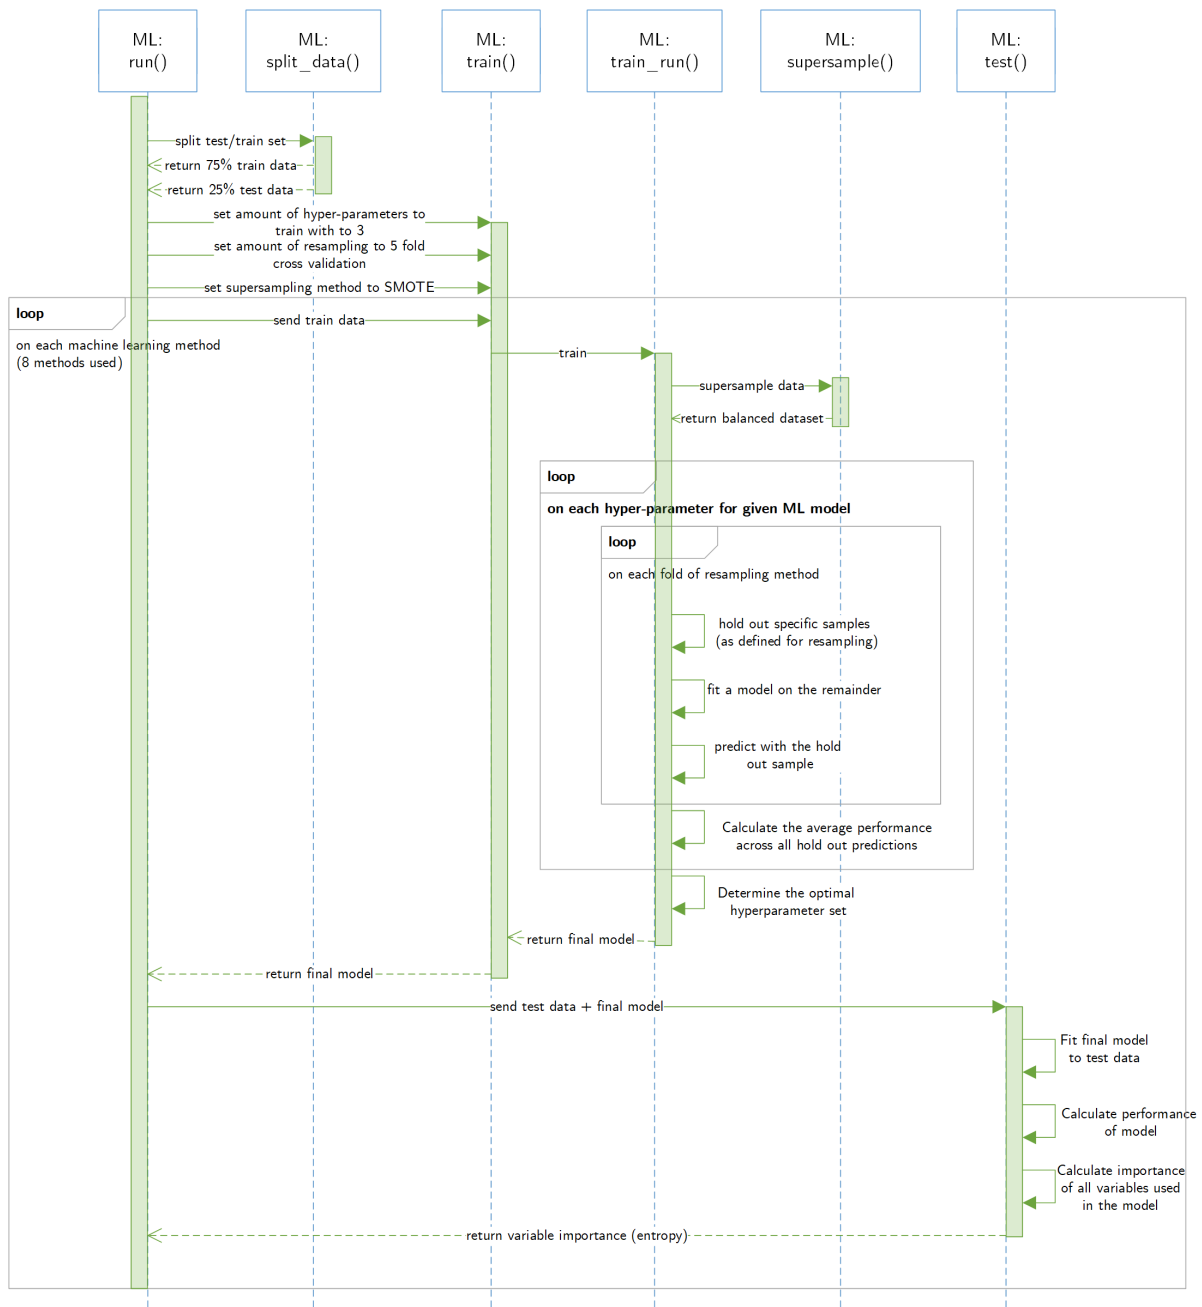 ML:
run()
ML:
split_data()
ML:
train()
ML:
train_run()
ML:
supersample()
ML:
test()
split test/train set
return 75% train data
return 25% test data
set amount of hyper-parameters to
train with to 3
set amount of resampling to 5 fold
cross validation
set supersampling method to SMOTE
loop
send train data
on each machine learning method
(8 methods used)
train
supersample data
return balanced dataset
loop
on each hyper-parameter for given ML model
loop
on each fold of resampling method
hold out specific samples
(as defined for resampling)
fit a model on the remainder
predict with the hold
out sample
Calculate the average performance
across all hold out predictions
Determine the optimal
hyperparameter set
return final model
return final model
send test data + final model
Fit final model
to test data
Calculate performance
of model
Calculate importance
of all variables used
in the model
return variable importance (entropy)